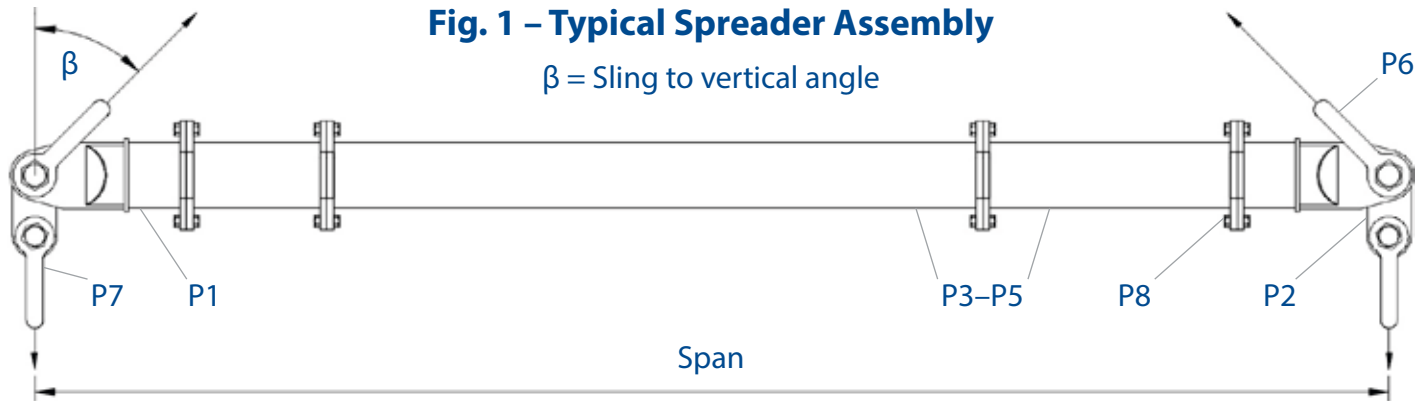 Fig. 1 – Typical Spreader Assembly
β
β = Sling to vertical angle
P6
P7
P1
P3–P5
P8
P2
Span